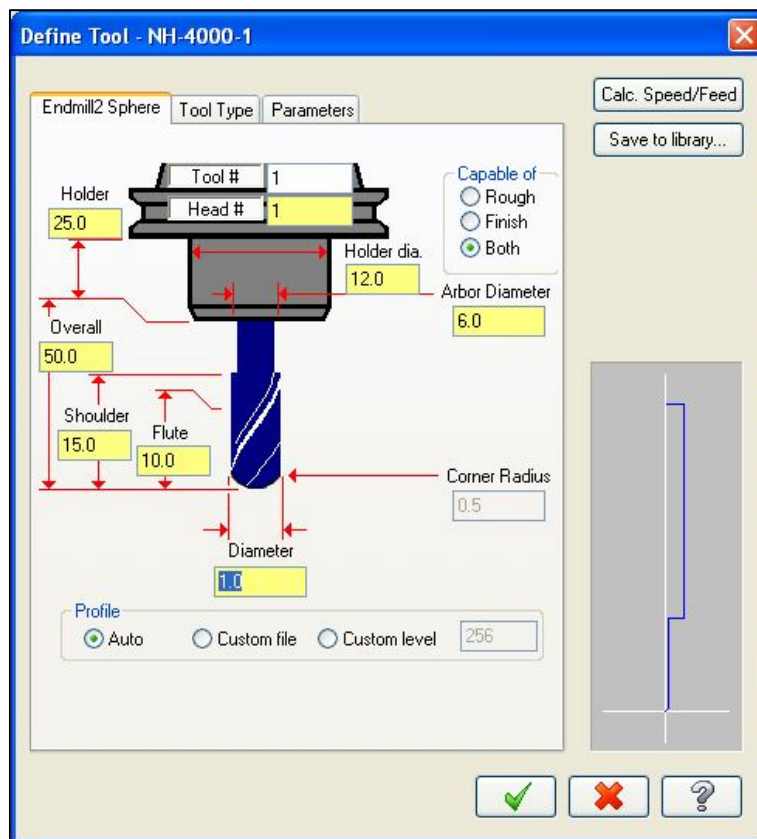 Define Tool - NH-4000-1
Endmill2 Sphere
Tool Type
Parameters
Calc. Speed/Feed
Save to library...
Tool # 1
Head # 1
Holder
25.0
Capable of
Rough
Finish
Both
Holder dia.
12.0
Arbor Diameter
6.0
Overall
50.0
Shoulder
15.0
Flute
10.0
Corner Radius
0.5
Diameter
1.0
Profile
Auto
Custom file
Custom level
256